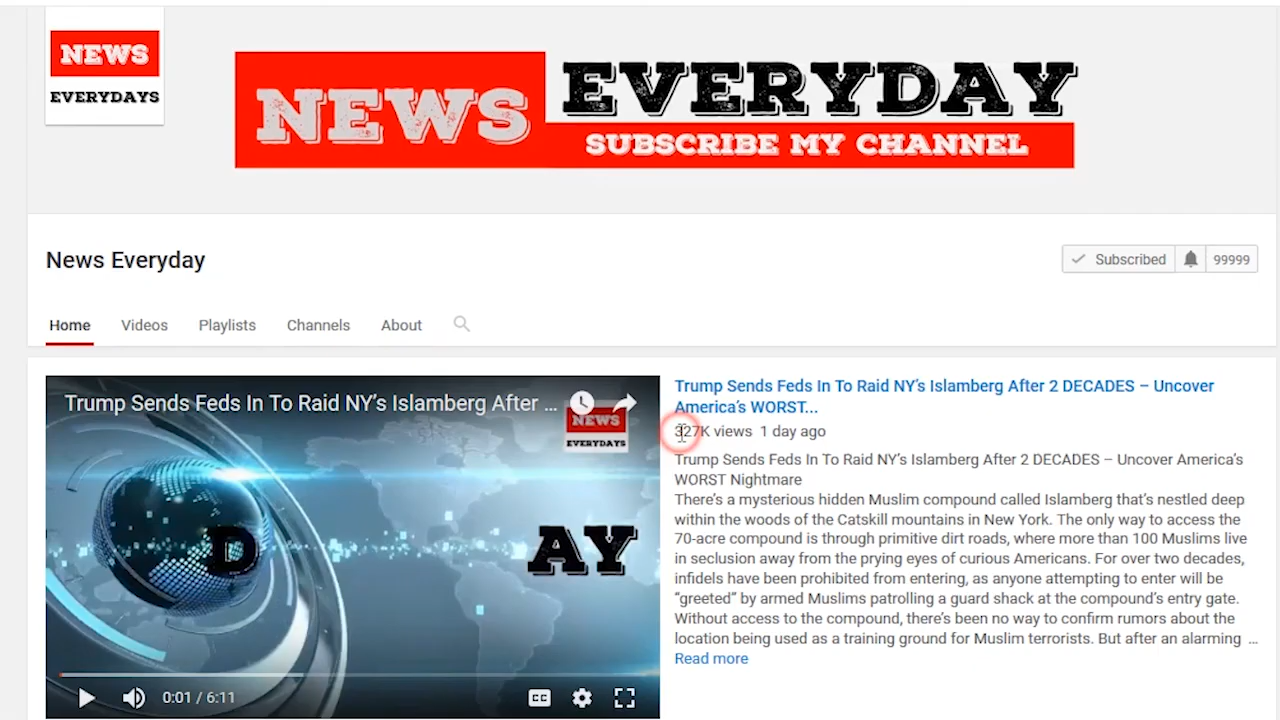 NEWS
EVERYDAYS
NEWS
EVERYDAY
SUBSCRIBE MY CHANNEL
News Everyday
Subscribed
99999
Home
Videos
Playlists
Channels
About
Trump Sends Feds In To Raid NY’s Islamberg After ...
NEWS
EVERYDAYS
D AY
0:01 / 6:11
CC
Trump Sends Feds In To Raid NY’s Islamberg After 2 DECADES – Uncover
America’s WORST...
327K views 1 day ago
Trump Sends Feds In To Raid NY’s Islamberg After 2 DECADES – Uncover America’s
WORST Nightmare
There’s a mysterious hidden Muslim compound called Islamberg that’s nestled deep
within the woods of the Catskill mountains in New York. The only way to access the
70-acre compound is through primitive dirt roads, where more than 100 Muslims live
in seclusion away from the prying eyes of curious Americans. For over two decades,
infidels have been prohibited from entering, as anyone attempting to enter will be
“greeted” by armed Muslims patrolling a guard shack at the compound’s entry gate.
Without access to the compound, there’s been no way to confirm rumors about the
location being used as a training ground for Muslim terrorists. But after an alarming ...
Read more